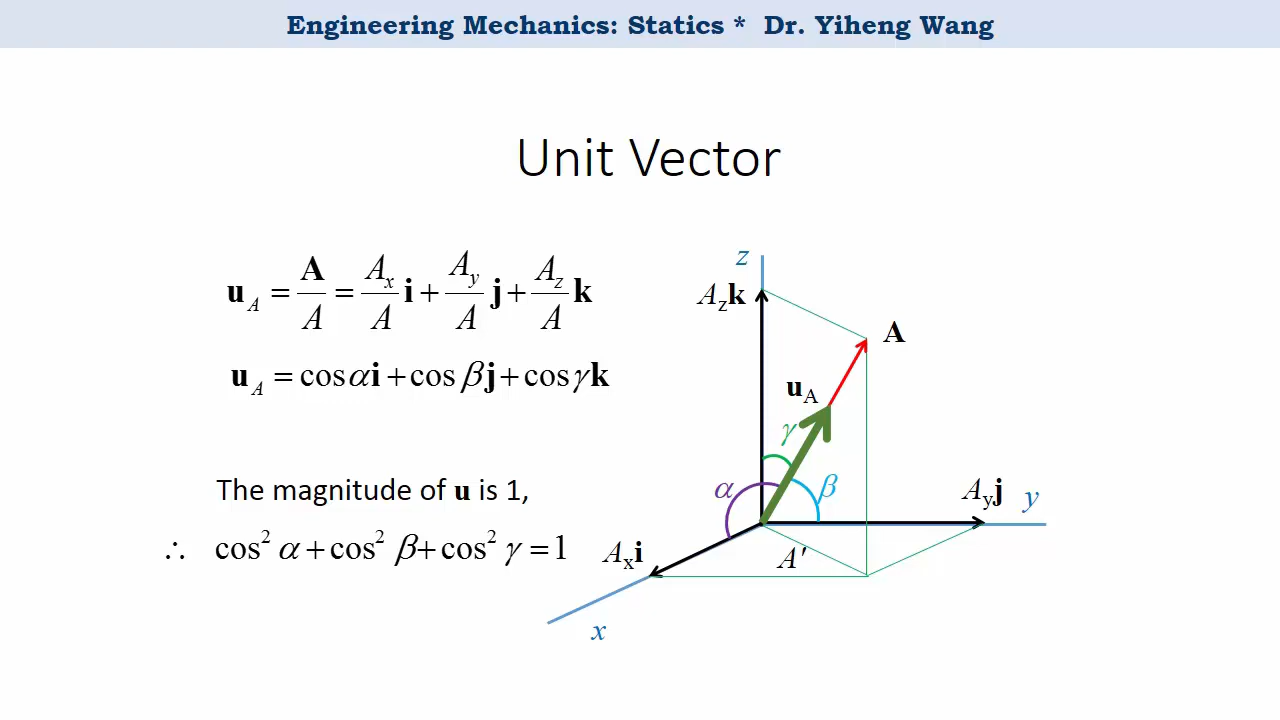 Engineering Mechanics: Statics * Dr. Yiheng Wang
Unit Vector
u_A = A/A = A_x/A i + A_y/A j + A_z/A k
u_A = cos α i + cos β j + cos γ k
The magnitude of u is 1,
∴ cos² α + cos² β + cos² γ = 1
z
A_z k
A
u_A
γ
α
β
A_y j
y
A_x i
A′
x